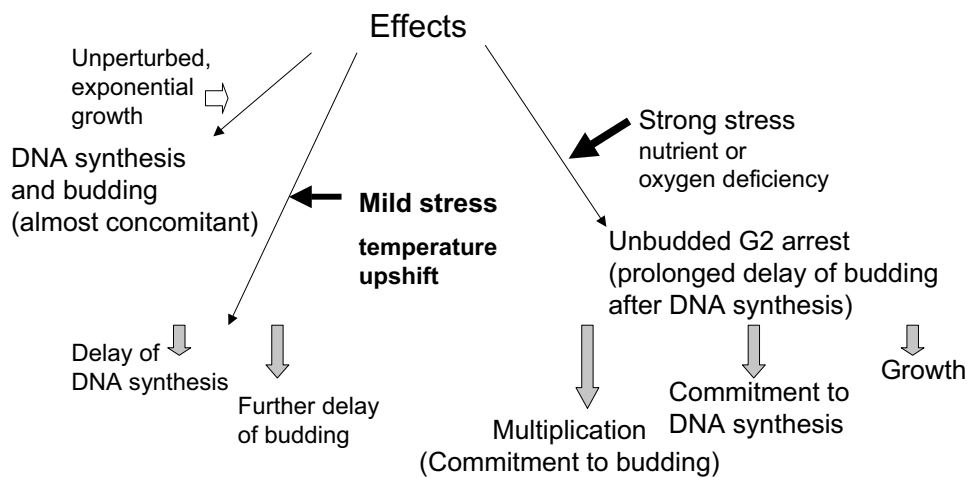 Effects
Unperturbed,
exponential
growth
DNA synthesis
and budding
(almost concomitant)
Mild stress
temperature
upshift
Strong stress
nutrient or
oxygen deficiency
Unbudded G2 arrest
(prolonged delay of budding
after DNA synthesis)
Delay of
DNA synthesis
Further delay
of budding
Multiplication
(Commitment to budding)
Commitment to
DNA synthesis
Growth